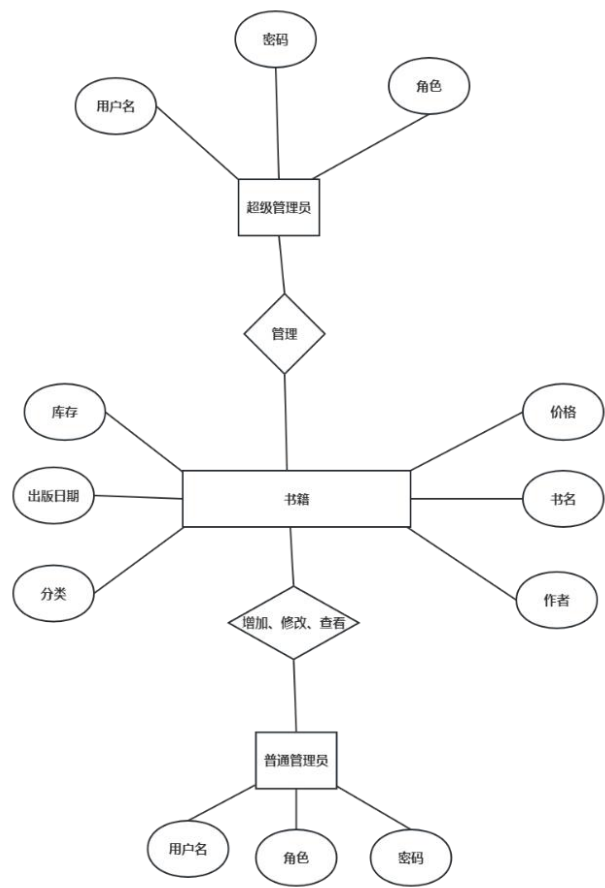 密码
用户名
角色
超级管理员
管理
库存
价格
出版日期
书籍
书名
分类
作者
增加、修改、查看
普通管理员
用户名
角色
密码